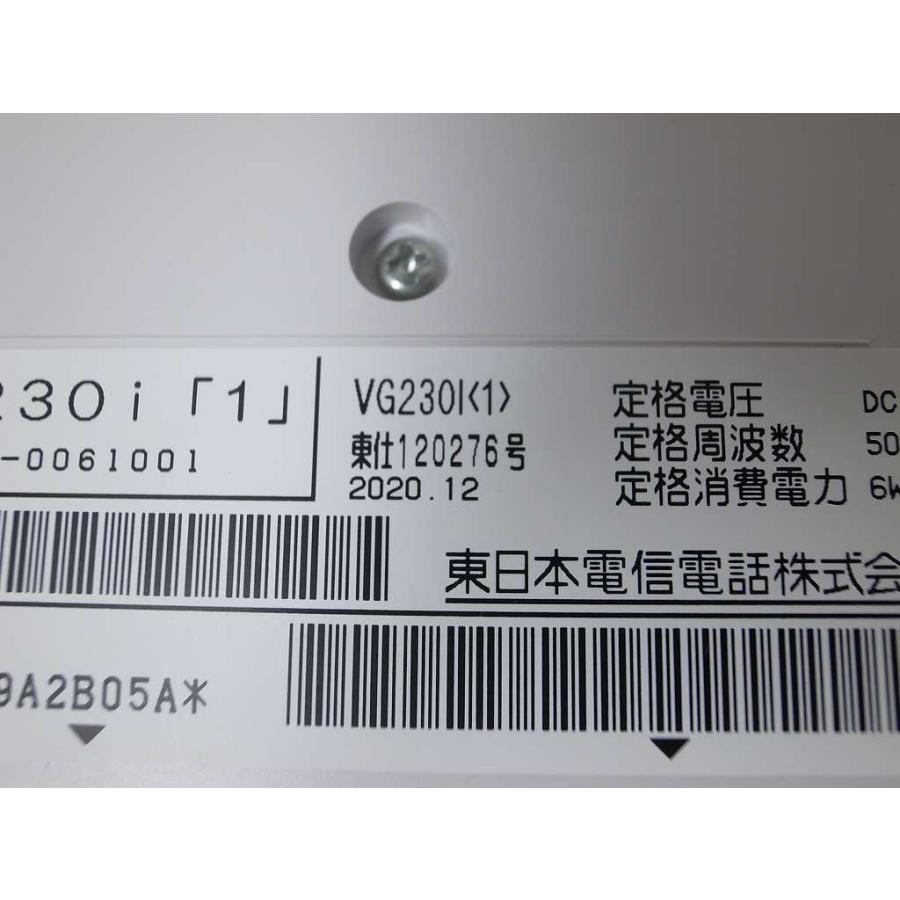 230i「1」
-0061001
VG230I<1>
東仕120276号
2020.12
定格電圧 DC
定格周波数 50
定格消費電力 6W
東日本電信電話株式会
9A2B05A*